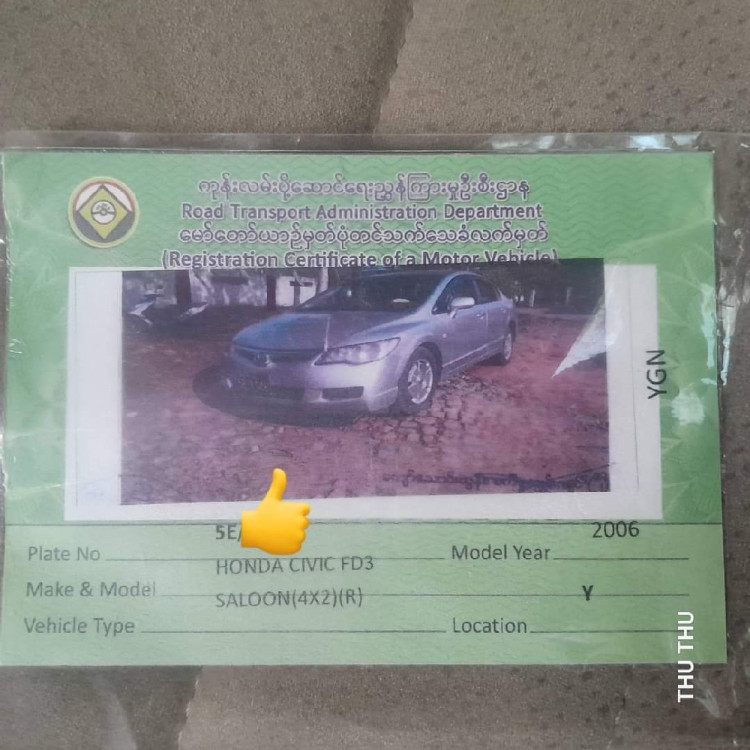 ကုန်းလမ်းပို့ဆောင်ရေးညွှန်ကြားမှုဦးစီးဌာန
Road Transport Administration Department
မော်တော်ယာဉ်မှတ်ပုံတင်သက်သေခံလက်မှတ်
(Registration Certificate of a Motor Vehicle)
YGN
Plate No 5E/ Model Year 2006
Make & Model HONDA CIVIC FD3
Vehicle Type SALOON(4X2)(R) Location Y
THU THU